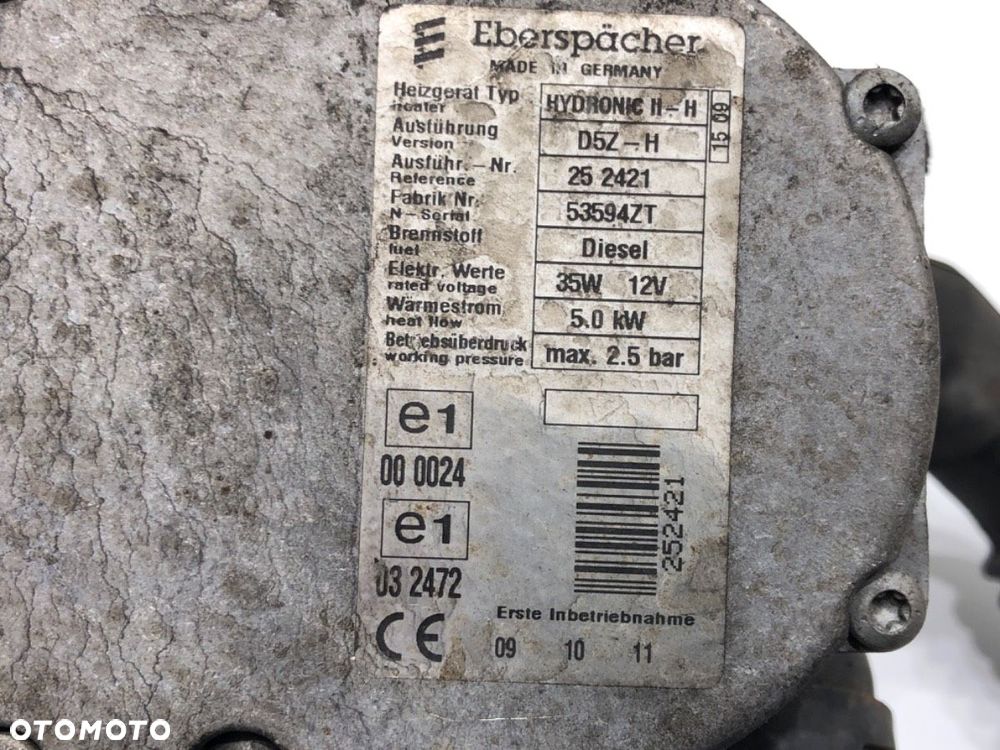 Eberspächer
MADE IN GERMANY
Heizgerät Typ HYDRONIC II-H
heater
15 09
Ausführung D5Z-H
Version
Ausführ.-Nr. 25 2421
Reference
Fabrik Nr. 53594ZT
N-Serial
Brennstoff Diesel
fuel
Elektr. Werte 35W 12V
rated voltage
Wärmestrom 5.0 kW
heat flow
Betriebsüberdruck max. 2.5 bar
working pressure
e1
00 0024
e1
03 2472
252421
CE
Erste Inbetriebnahme
09 10 11
OTOMOTO